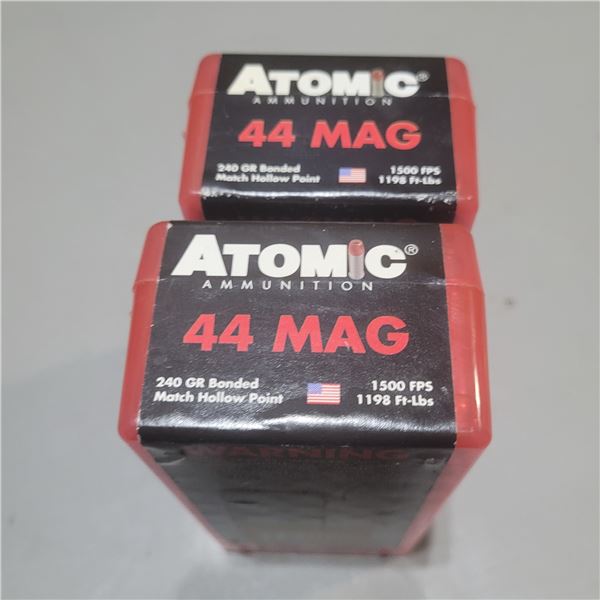 ATOMIC®
AMMUNITION
44 MAG
240 GR Bonded 1500 FPS
Match Hollow Point 1198 Ft-Lbs
ATOMIC®
AMMUNITION
44 MAG
240 GR Bonded 1500 FPS
Match Hollow Point 1198 Ft-Lbs
WARNING